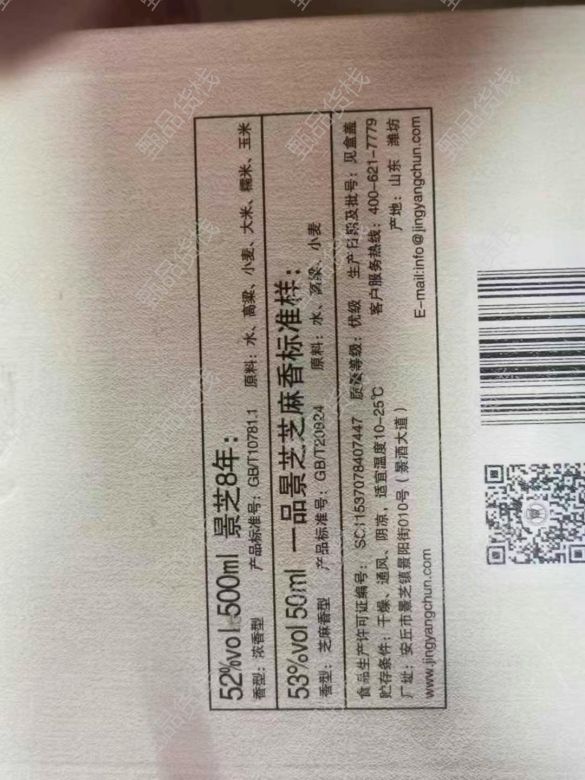 52%vol 500ml 景芝8年：
香型：浓香型 产品标准号：GB/T10781.1 原料：水、高粱、小麦、大米、糯米、玉米
53%vol 50ml 一品景芝芝麻香标准样：
香型：芝麻香型 产品标准号：GB/T20824 原料：水、高粱、小麦
食品生产许可证编号：SC11537078407447 质量等级：优级 生产日期及批号：见盒盖
贮存条件：干燥、通风、阴凉，适宜温度10-25℃ 客户服务热线：400-621-7779
厂址：安丘市景芝镇景阳街010号（景酒大道） 产地：山东 潍坊
www.jingyangchun.com E-mail:info@jingyangchun.com
甄品货栈